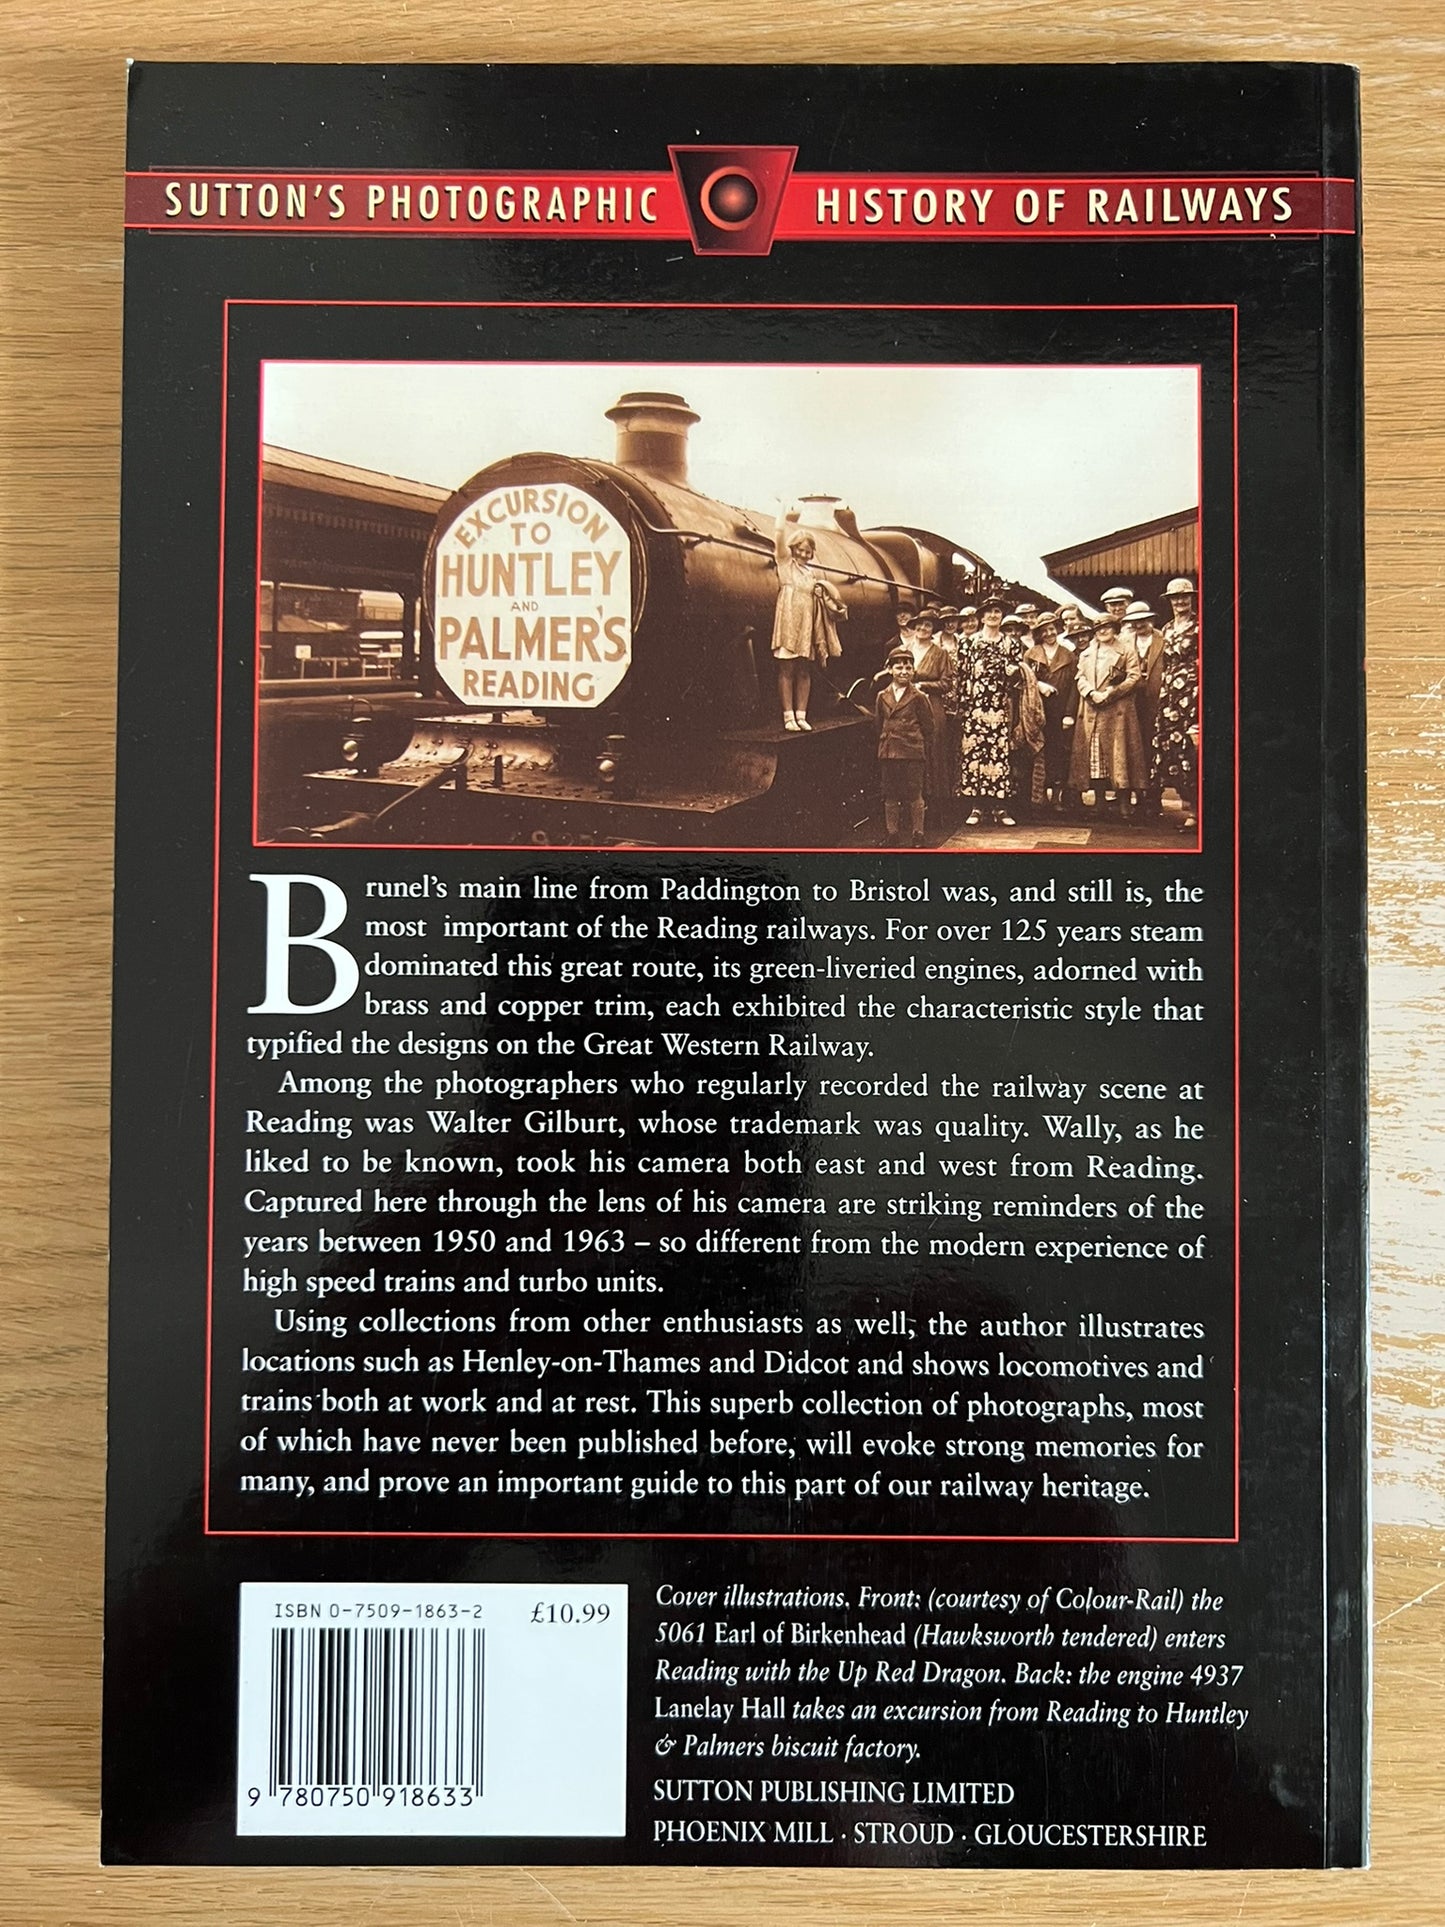 SUTTON'S PHOTOGRAPHIC HISTORY OF RAILWAYS
EXCURSION
TO
HUNTLEY
AND
PALMER'S
READING
Brunel's main line from Paddington to Bristol was, and still is, the
most important of the Reading railways. For over 125 years steam
dominated this great route, its green-liveried engines, adorned with
brass and copper trim, each exhibited the characteristic style that
typified the designs on the Great Western Railway.
Among the photographers who regularly recorded the railway scene at
Reading was Walter Gilburt, whose trademark was quality. Wally, as he
liked to be known, took his camera both east and west from Reading.
Captured here through the lens of his camera are striking reminders of the
years between 1950 and 1963 – so different from the modern experience of
high speed trains and turbo units.
Using collections from other enthusiasts as well, the author illustrates
locations such as Henley-on-Thames and Didcot and shows locomotives and
trains both at work and at rest. This superb collection of photographs, most
of which have never been published before, will evoke strong memories for
many, and prove an important guide to this part of our railway heritage.
ISBN 0-7509-1863-2 £10.99
9 780750 918633
Cover illustrations. Front: (courtesy of Colour-Rail) the
5061 Earl of Birkenhead (Hawksworth tendered) enters
Reading with the Up Red Dragon. Back: the engine 4937
Lanelay Hall takes an excursion from Reading to Huntley
& Palmers biscuit factory.
SUTTON PUBLISHING LIMITED
PHOENIX MILL · STROUD · GLOUCESTERSHIRE